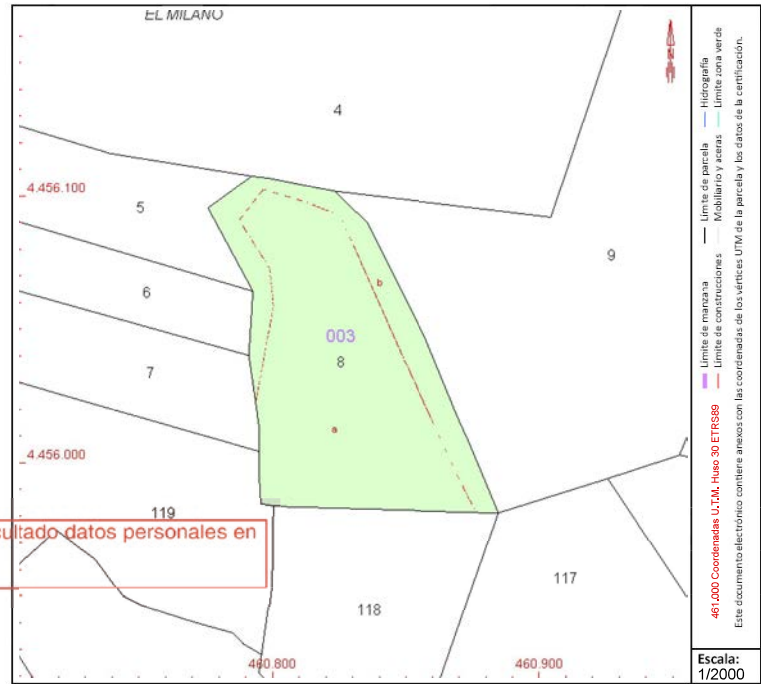 EL MILANO
4
4.456.100
5
9
6
b
003
8
7
a
4.456.000
119
cultado datos personales en
118
117
460.800
460.900
N
Límite de manzana
Límite de parcela
Hidrografía
Límite de construcciones
Mobiliario y aceras
Límite zona verde
461,000 Coordenadas U.T.M. Huso 30 ETRS89
Este documento electrónico contiene anexos con las coordenadas de los vértices UTM de la parcela y los datos de la certificación.
Escala:
1/2000